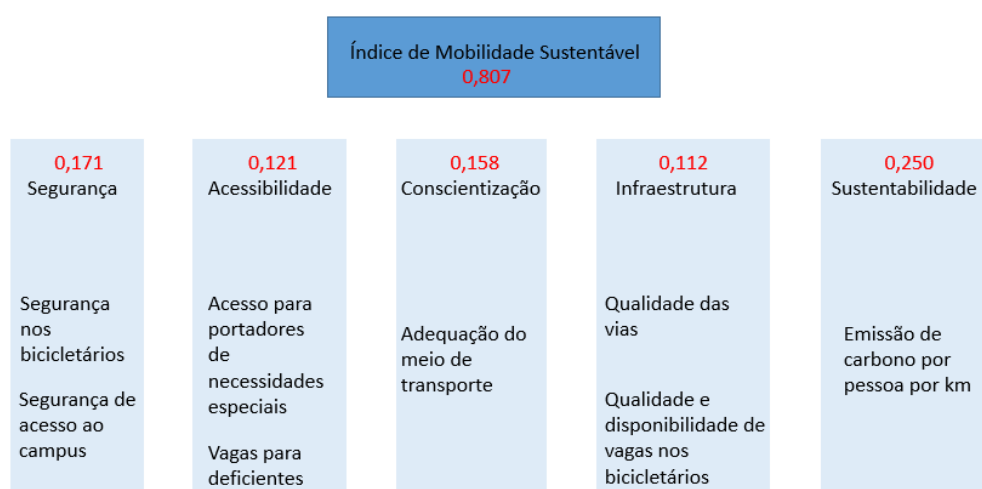 Índice de Mobilidade Sustentável
0,807
0,171
Segurança
Segurança
nos
bicicletários
Segurança de
acesso ao
campus
0,121
Acessibilidade
Acesso para
portadores
de
necessidades
especiais
Vagas para
deficientes
0,158
Conscientização
Adequação do
meio de
transporte
0,112
Infraestrutura
Qualidade das
vias
Qualidade e
disponibilidade de
vagas nos
bicicletários
0,250
Sustentabilidade
Emissão de
carbono por
pessoa por km